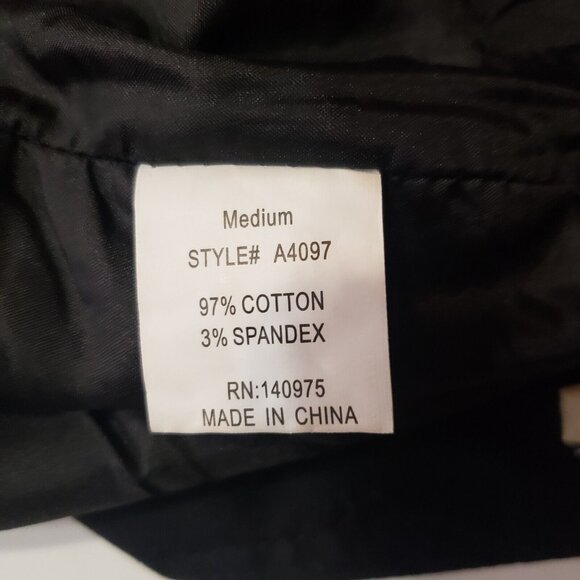 Medium
STYLE# A4097
97% COTTON
3% SPANDEX
RN:140975
MADE IN CHINA